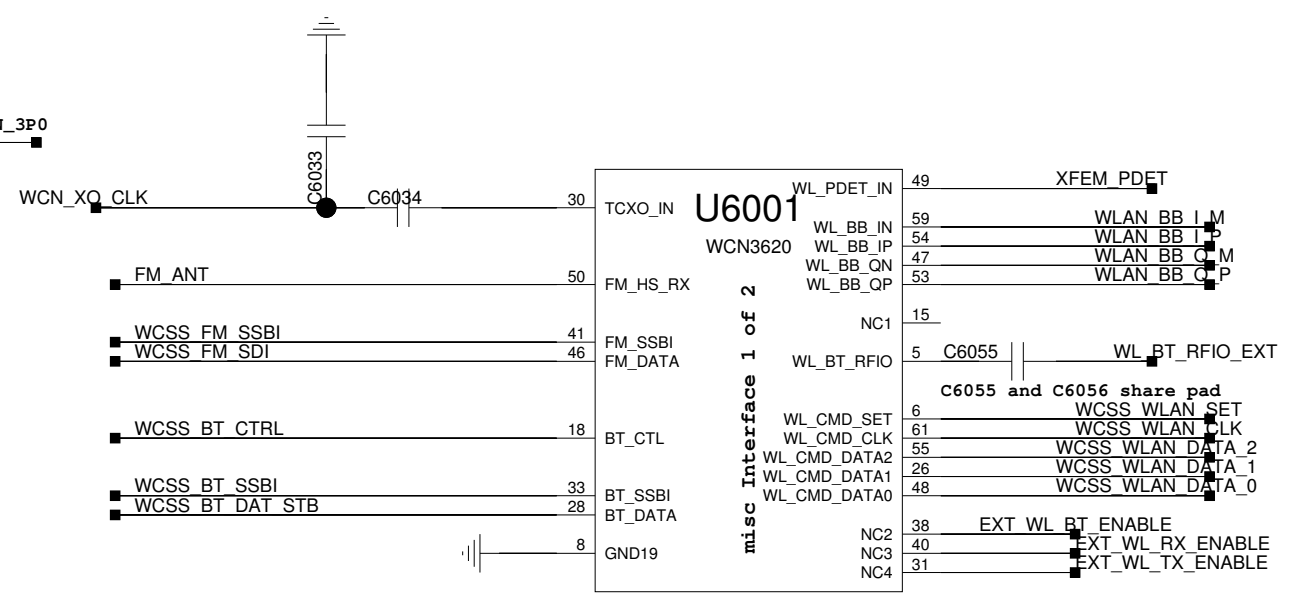 N_3P0
C6033
WCN_XO_CLK
C6034
30
TCXO_IN
U6001
WCN3620
misc Interface 1 of 2
FM_ANT
50
FM_HS_RX
WCSS_FM_SSBI
41
FM_SSBI
WCSS_FM_SDI
46
FM_DATA
WCSS_BT_CTRL
18
BT_CTL
WCSS_BT_SSBI
33
BT_SSBI
WCSS_BT_DAT_STB
28
BT_DATA
8
GND19
WL_PDET_IN
49
XFEM_PDET
WL_BB_IN
59
WLAN_BB_I_M
WL_BB_IP
54
WLAN_BB_I_P
WL_BB_QN
47
WLAN_BB_Q_M
WL_BB_QP
53
WLAN_BB_Q_P
NC1
15
WL_BT_RFIO
5
C6055
WL_BT_RFIO_EXT
C6055 and C6056 share pad
WL_CMD_SET
6
WCSS_WLAN_SET
WL_CMD_CLK
61
WCSS_WLAN_CLK
WL_CMD_DATA2
55
WCSS_WLAN_DATA_2
WL_CMD_DATA1
26
WCSS_WLAN_DATA_1
WL_CMD_DATA0
48
WCSS_WLAN_DATA_0
NC2
38
EXT_WL_BT_ENABLE
NC3
40
EXT_WL_RX_ENABLE
NC4
31
EXT_WL_TX_ENABLE